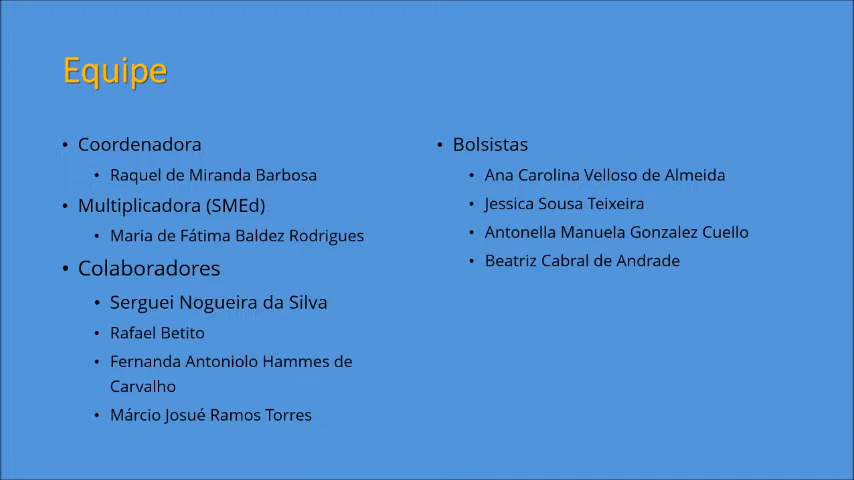 Equipe
• Coordenadora
• Raquel de Miranda Barbosa
• Multiplicadora (SMEd)
• Maria de Fátima Baldez Rodrigues
• Colaboradores
• Serguei Nogueira da Silva
• Rafael Betito
• Fernanda Antoniolo Hammes de
Carvalho
• Márcio Josué Ramos Torres
• Bolsistas
• Ana Carolina Velloso de Almeida
• Jessica Sousa Teixeira
• Antonella Manuela Gonzalez Cuello
• Beatriz Cabral de Andrade